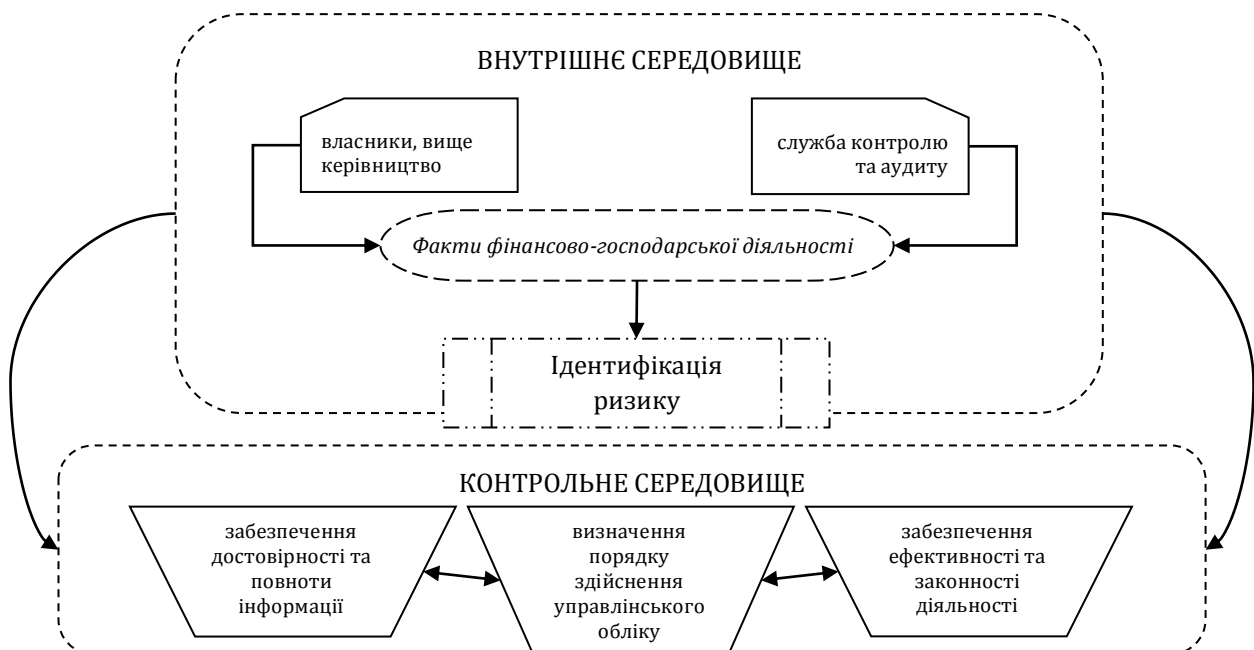 ВНУТРІШНЄ СЕРЕДОВИЩЕ
власники, вище
керівництво
служба контролю
та аудиту
Факти фінансово-господарської діяльності
Ідентифікація
ризику
КОНТРОЛЬНЕ СЕРЕДОВИЩЕ
забезпечення
достовірності та
повноти
інформації
визначення
порядку
здійснення
управлінського
обліку
забезпечення
ефективності та
законності
діяльності